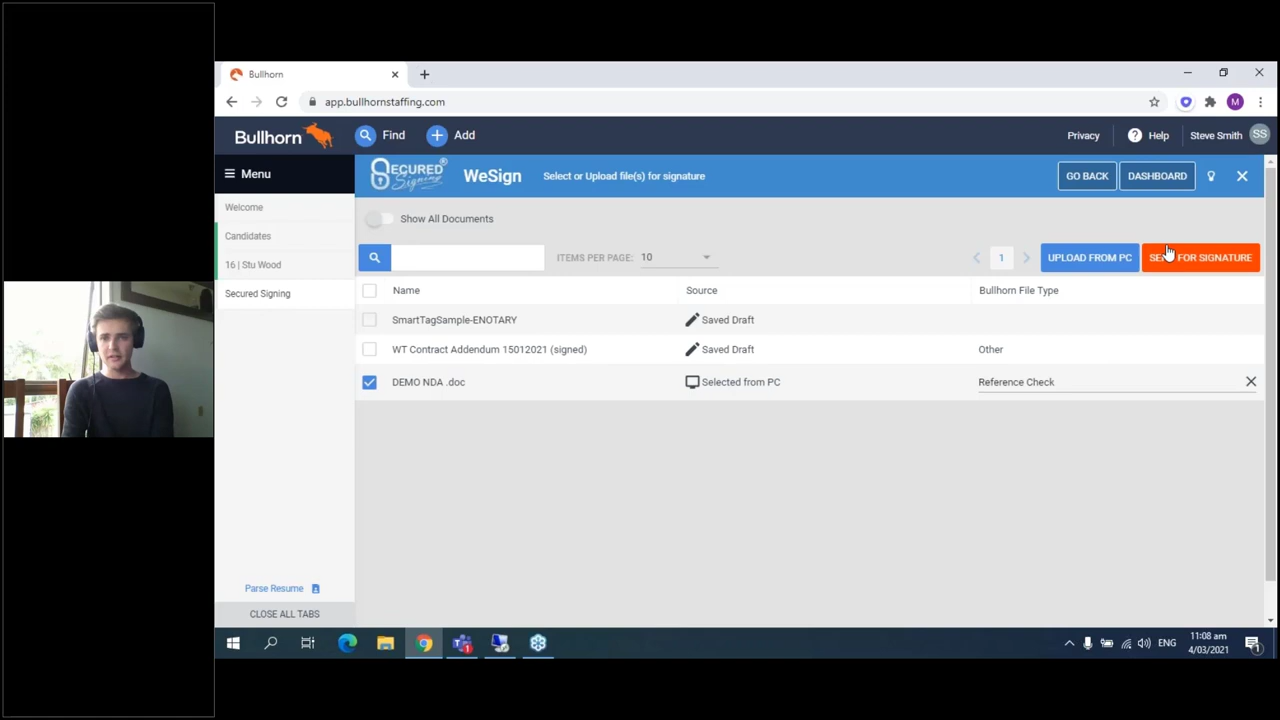 Bullhorn
app.bullhornstaffing.com
M
Bullhorn
Find
Add
Privacy
Help
Steve Smith
SS
Menu
SECURED Signing
WeSign
Select or Upload file(s) for signature
GO BACK
DASHBOARD
Welcome
Candidates
16 | Stu Wood
Secured Signing
Show All Documents
ITEMS PER PAGE: 10
1
UPLOAD FROM PC
FOR SIGNATURE
Name
Source
Bullhorn File Type
SmartTagSample-ENOTARY
Saved Draft
WT Contract Addendum 15012021 (signed)
Saved Draft
Other
DEMO NDA .doc
Selected from PC
Reference Check
Parse Resume
CLOSE ALL TABS
ENG
11:08 am
4/03/2021